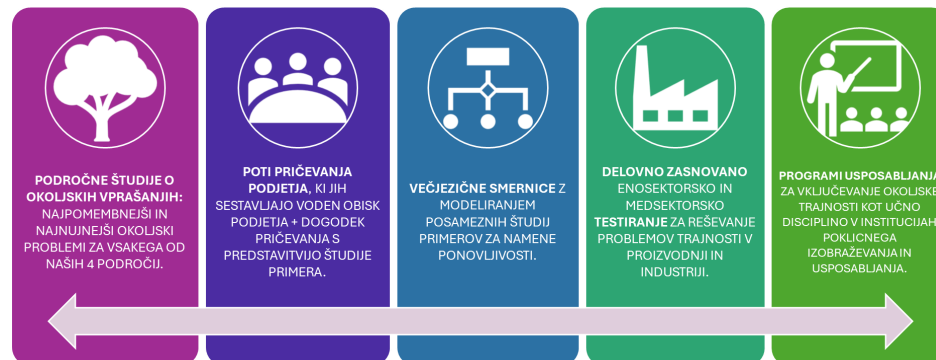 PODROČNE ŠTUDIJE O
OKOLJSKIH VPRAŠANJIH:
NAJPOMEMBNEJŠI IN
NAJNUJNEJŠI OKOLJSKI
PROBLEMI ZA VSAKEGA OD
NAŠIH 4 PODROČIJ.
POTI PRIČEVANJA
PODJETJA, KI JIH
SESTAVLJAJO VODEN OBISK
PODJETJA + DOGODEK
PRIČEVANJA S
PREDSTAVITVIJO ŠTUDIJE
PRIMERA.
VEČJEZIČNE SMERNICE Z
MODELIRANJEM
POSAMEZNIH ŠTUDIJ
PRIMEROV ZA NAMENE
PONOVLJIVOSTI.
DELOVNO ZASNOVANO
ENOSEKTORSKO IN
MEDSEKTORSKO
TESTIRANJE ZA REŠEVANJE
PROBLEMOV TRAJNOSTI V
PROIZVODNJI IN
INDUSTRIJI.
PROGRAMI USPOSABLJANJA
ZA VKLJUČEVANJE OKOLJSKE
TRAJNOSTI KOT UČNO
DISCIPLINO V INSTITUCIJAH
POKLICNEGA
IZOBRAŽEVANJA IN
USPOSABLJANJA.